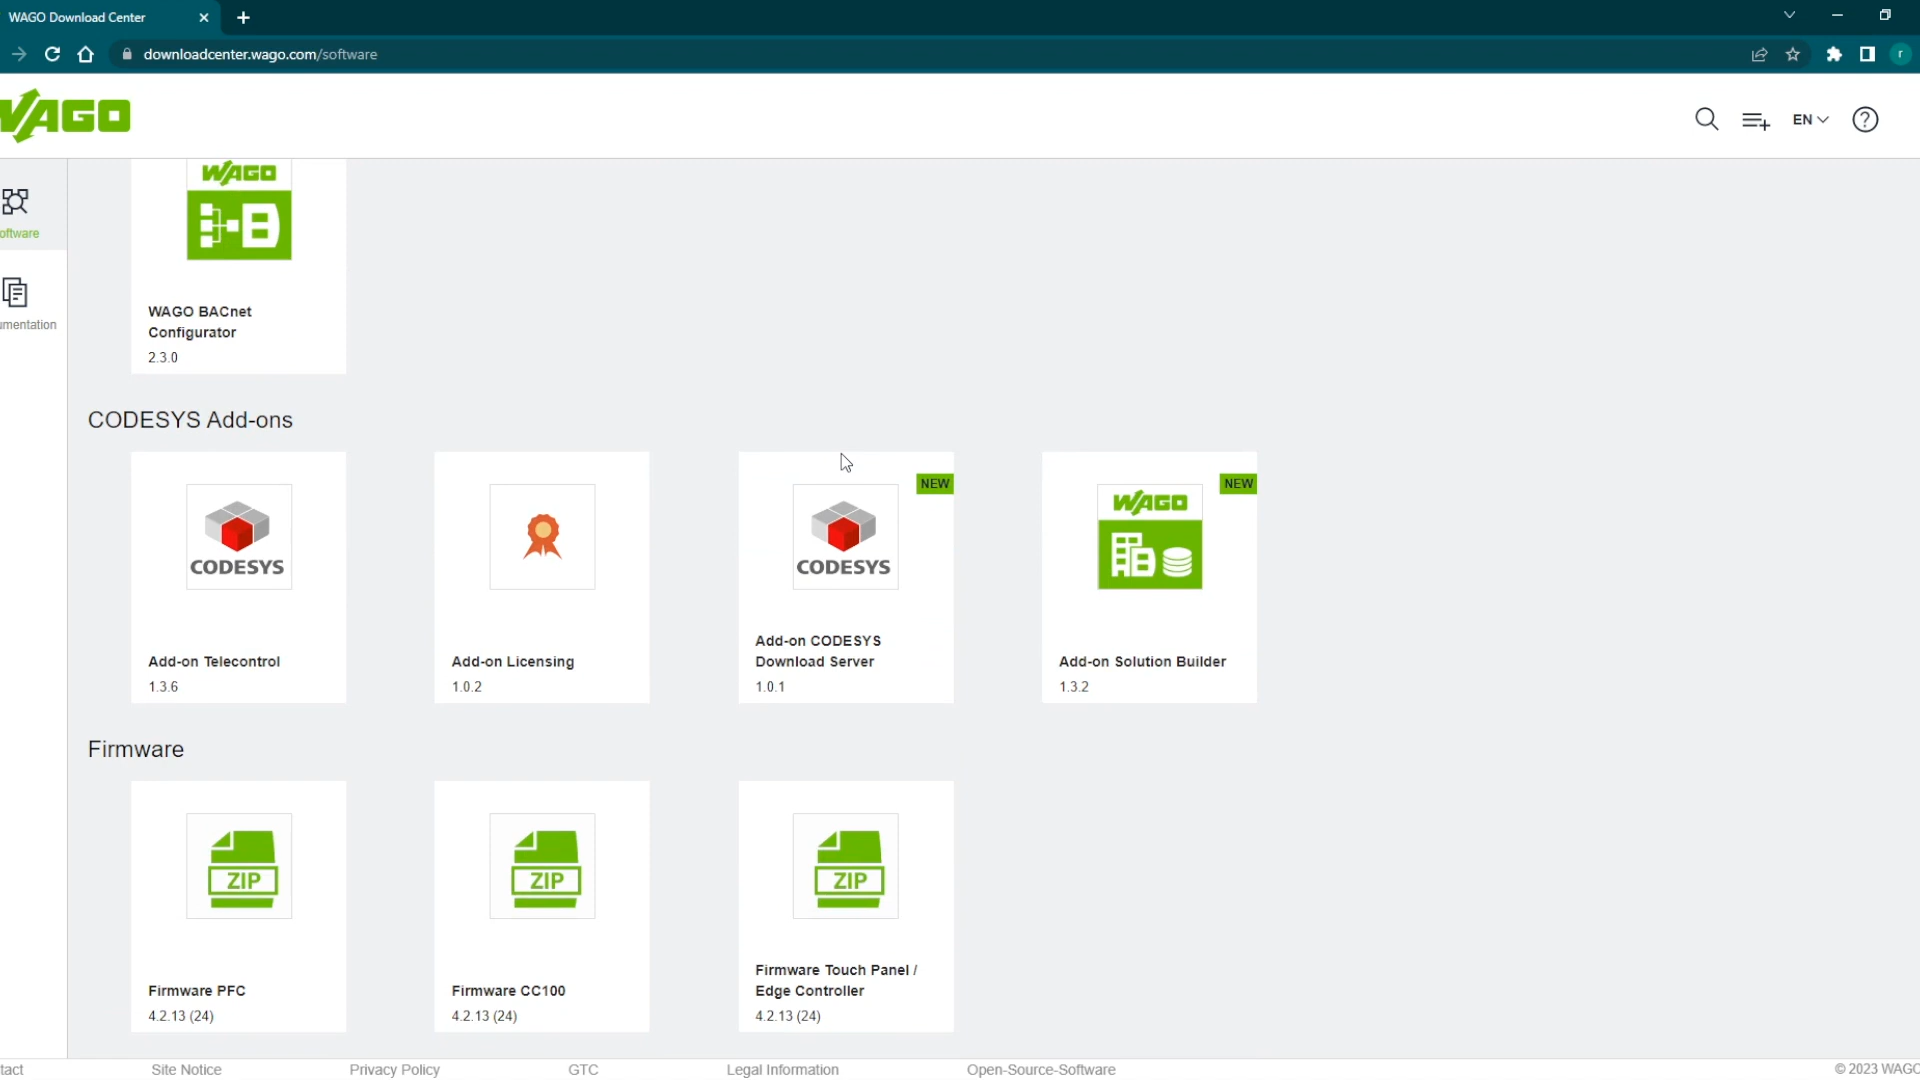 WAGO Download Center
downloadcenter.wago.com/software
WAGO
EN
oftware
umentation
WAGO
WAGO BACnet
Configurator
2.3.0
CODESYS Add-ons
CODESYS
Add-on Telecontrol
1.3.6
Add-on Licensing
1.0.2
NEW
CODESYS
Add-on CODESYS
Download Server
1.0.1
NEW
WAGO
Add-on Solution Builder
1.3.2
Firmware
ZIP
Firmware PFC
4.2.13 (24)
ZIP
Firmware CC100
4.2.13 (24)
ZIP
Firmware Touch Panel /
Edge Controller
4.2.13 (24)
tact Site Notice Privacy Policy GTC Legal Information Open-Source-Software © 2023 WAGO